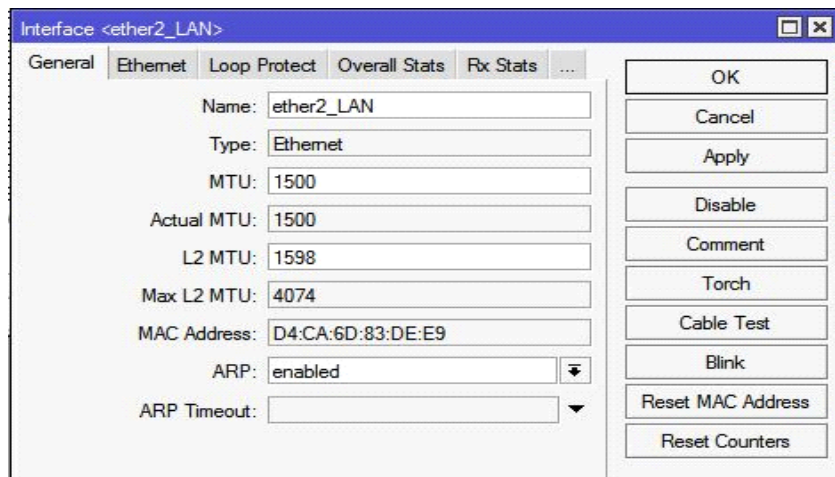 Interface <ether2_LAN>
General Ethernet Loop Protect Overall Stats Rx Stats ...
Name: ether2_LAN
Type: Ethernet
MTU: 1500
Actual MTU: 1500
L2 MTU: 1598
Max L2 MTU: 4074
MAC Address: D4:CA:6D:83:DE:E9
ARP: enabled
ARP Timeout:
OK
Cancel
Apply
Disable
Comment
Torch
Cable Test
Blink
Reset MAC Address
Reset Counters